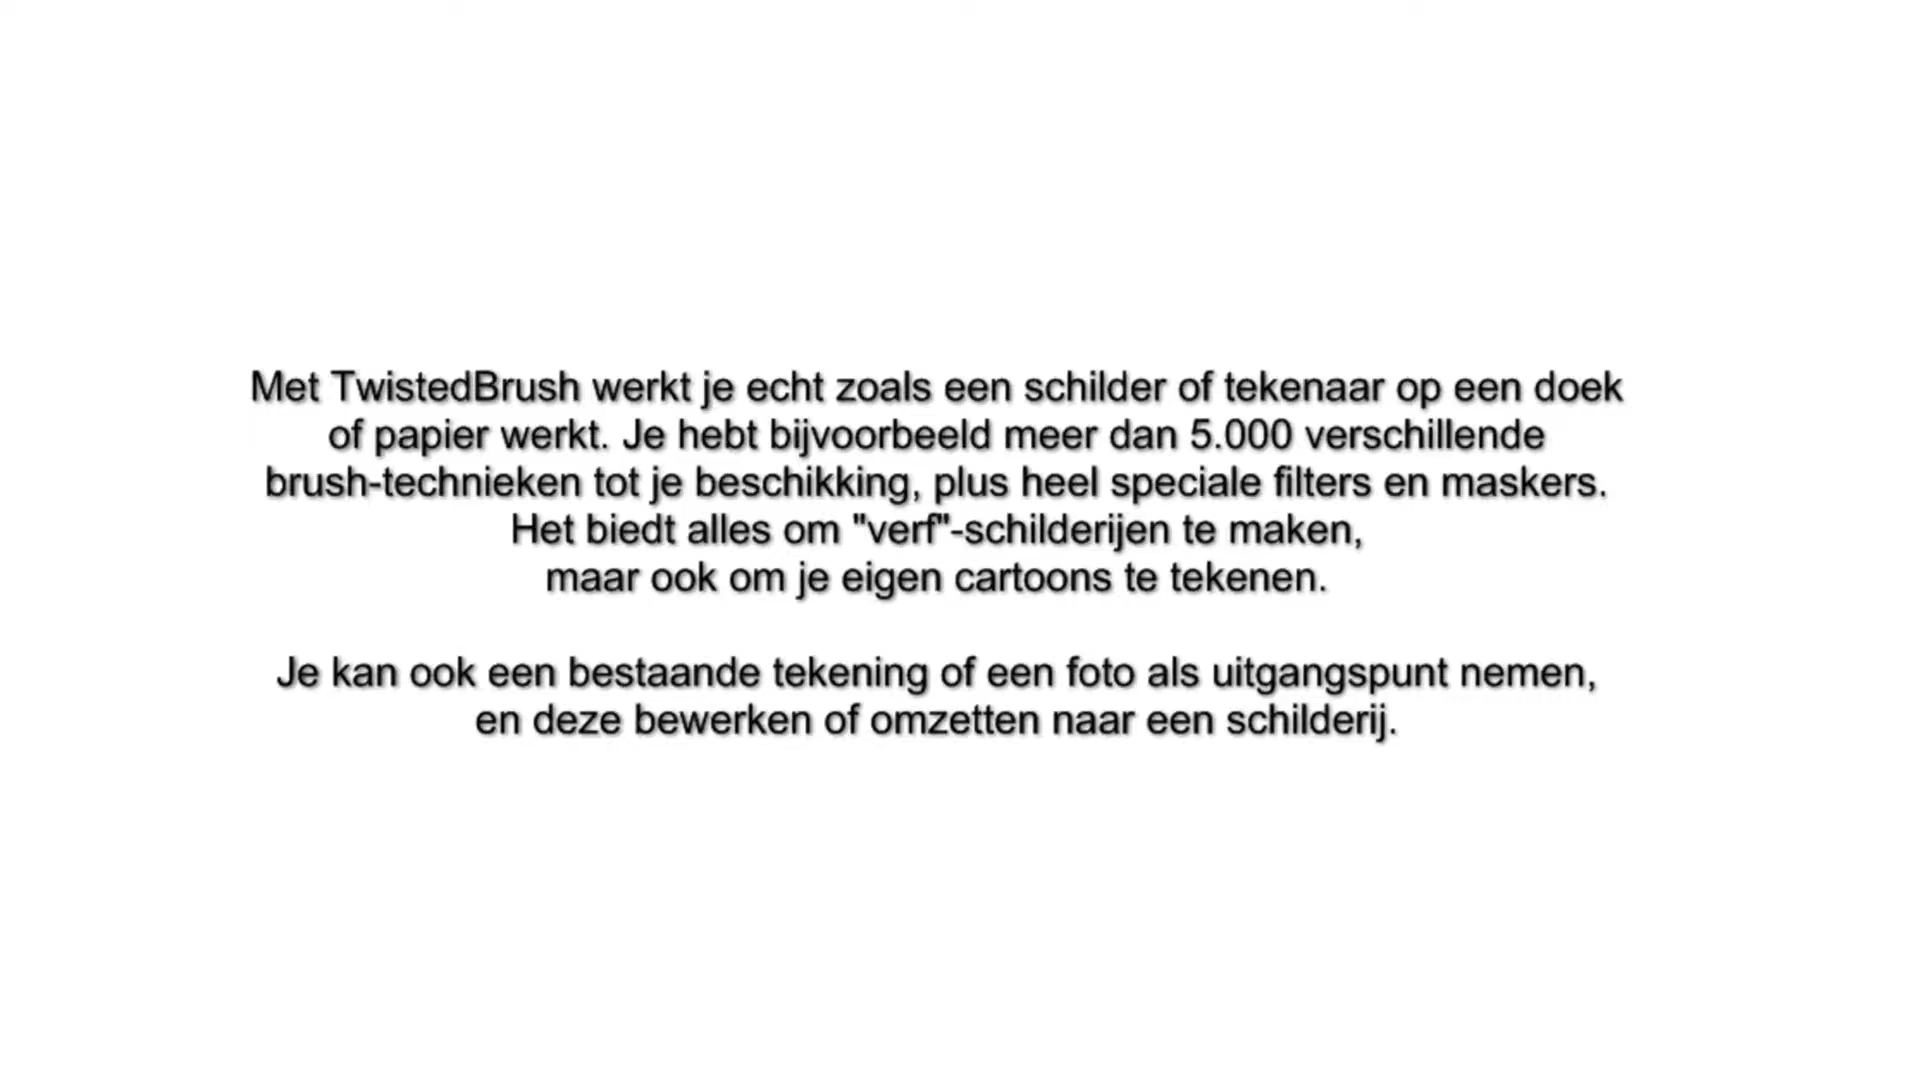 Met TwistedBrush werkt je echt zoals een schilder of tekenaar op een doek
of papier werkt. Je hebt bijvoorbeeld meer dan 5.000 verschillende
brush-technieken tot je beschikking, plus heel speciale filters en maskers.
Het biedt alles om "verf"-schilderijen te maken,
maar ook om je eigen cartoons te tekenen.
Je kan ook een bestaande tekening of een foto als uitgangspunt nemen,
en deze bewerken of omzetten naar een schilderij.